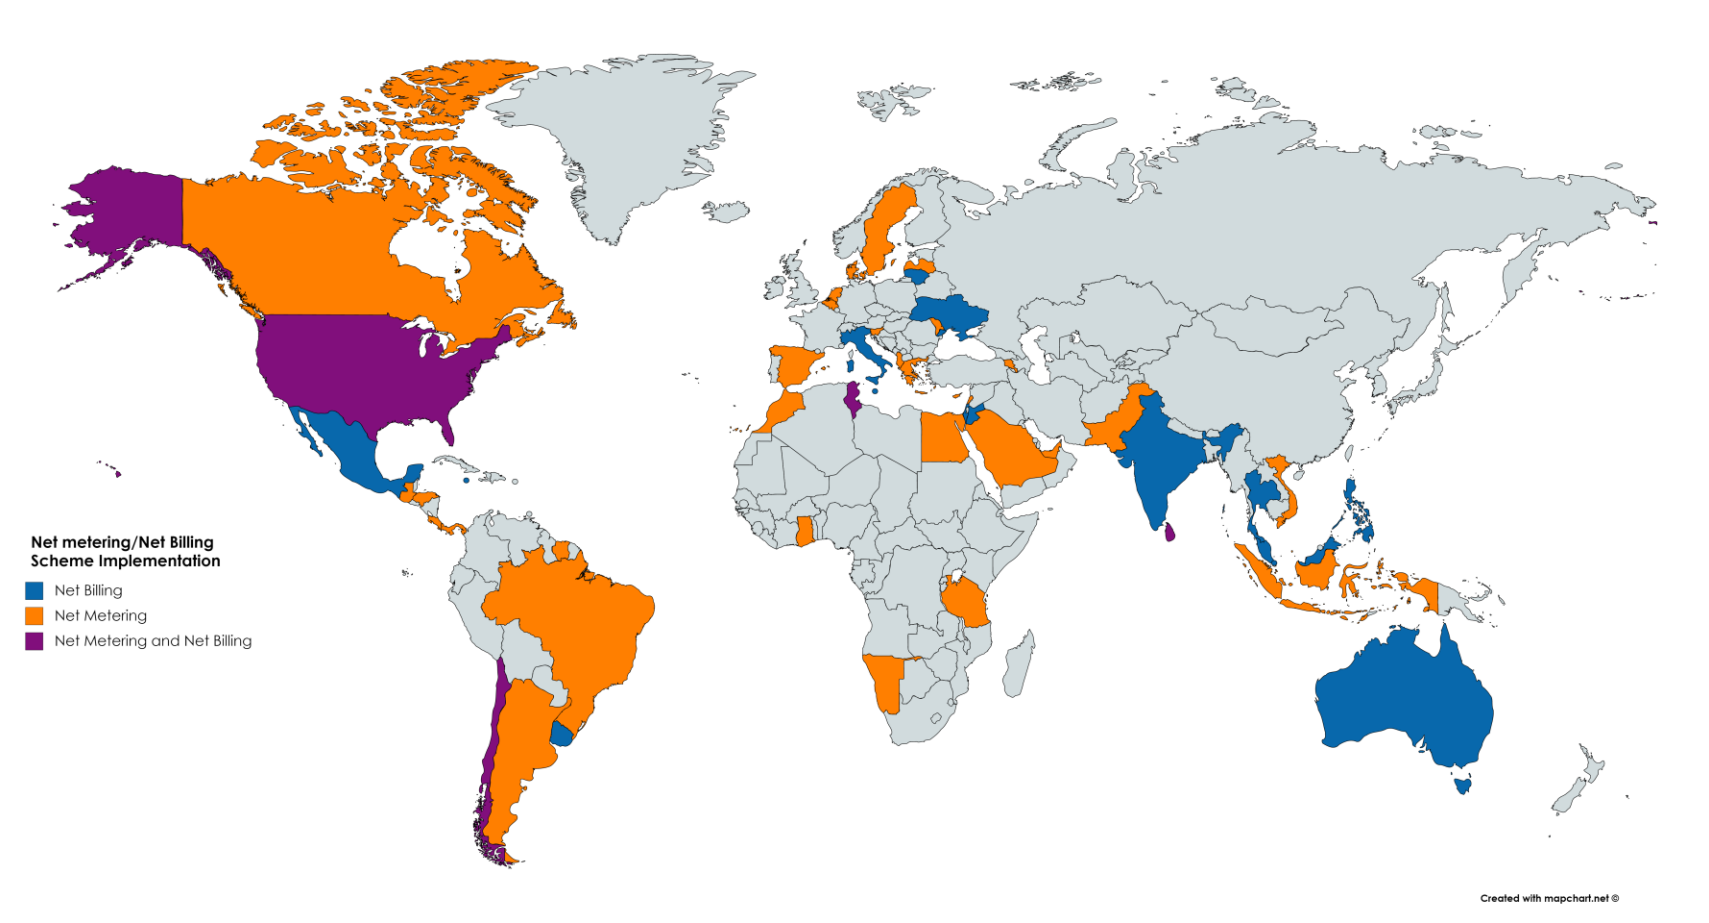 Net metering/Net Billing
Scheme Implementation
Net Billing
Net Metering
Net Metering and Net Billing
Created with mapchart.net ©